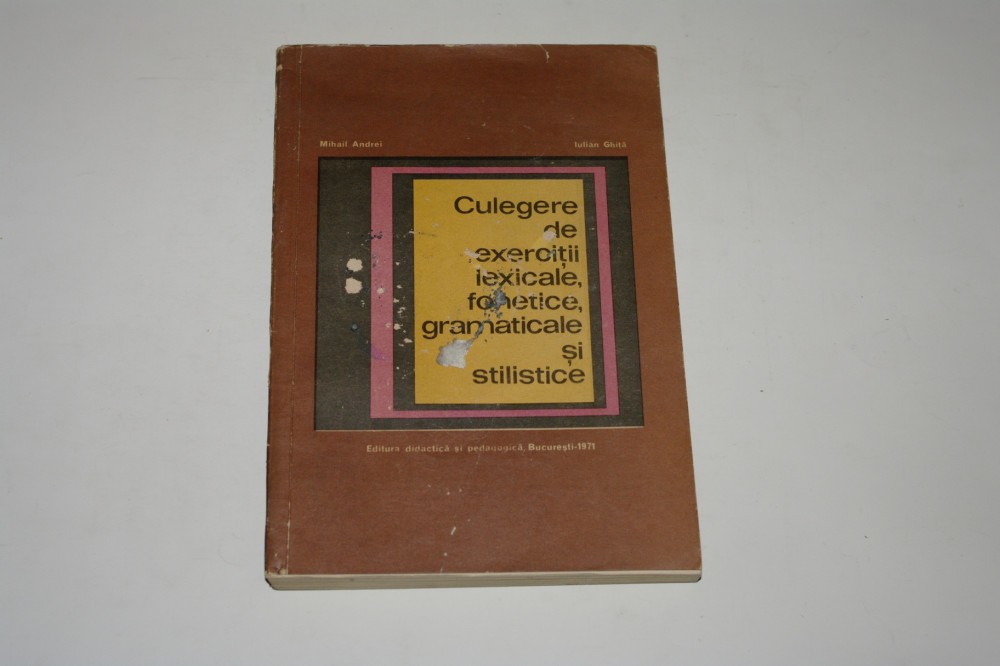 Mihail Andrei
Iulian Ghiță
Culegere
de
exerciții
lexicale,
fonetice,
gramaticale
și
stilistice
Editura didactică și pedagogică, București-1971